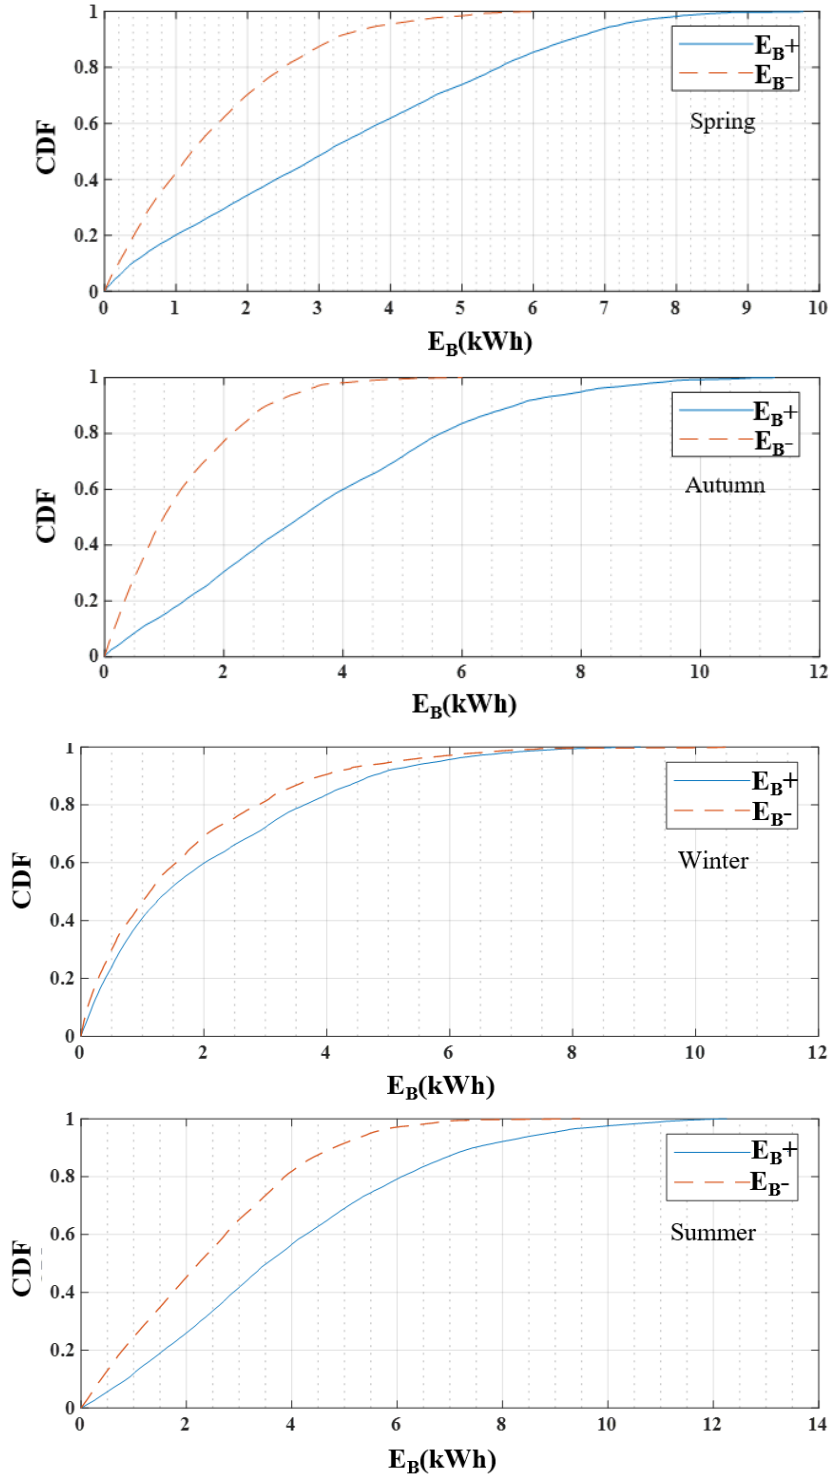 1
0.8
0.6
0.4
0.2
0
CDF
E_B+
E_B-
Spring
0 1 2 3 4 5 6 7 8 9 10
E_B(kWh)
1
0.8
0.6
0.4
0.2
0
CDF
E_B+
E_B-
Autumn
0 2 4 6 8 10 12
E_B(kWh)
1
0.8
0.6
0.4
0.2
0
CDF
E_B+
E_B-
Winter
0 2 4 6 8 10 12
E_B(kWh)
1
0.8
0.6
0.4
0.2
0
CDF
E_B+
E_B-
Summer
0 2 4 6 8 10 12 14
E_B(kWh)